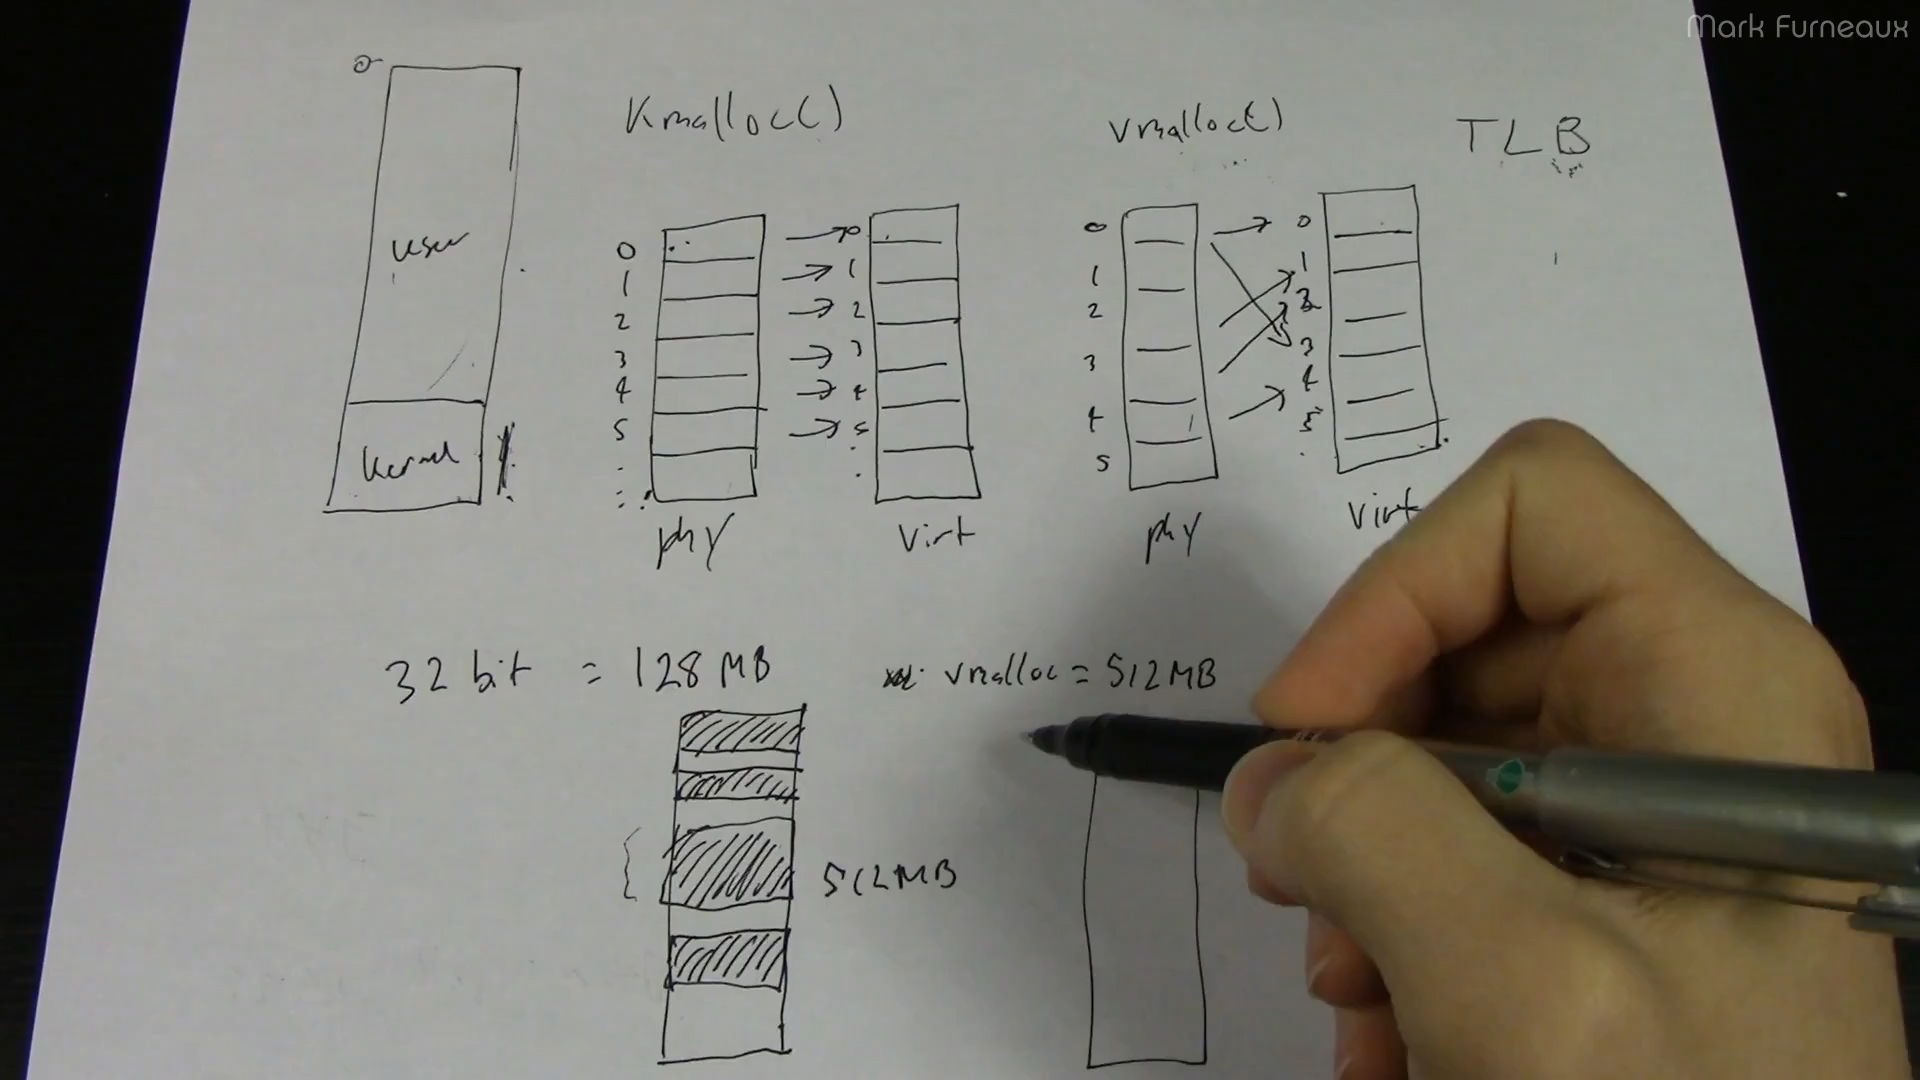 Mark Furneaux
0
Kmalloc()
vmalloc()
TLB
user
kernel
0
1
2
3
4
5
0
1
2
3
4
5
phy
virt
0
1
2
3
4
5
0
1
2
3
4
5
phy
virt
32 bit = 128 MB
vmalloc = 512MB
512MB